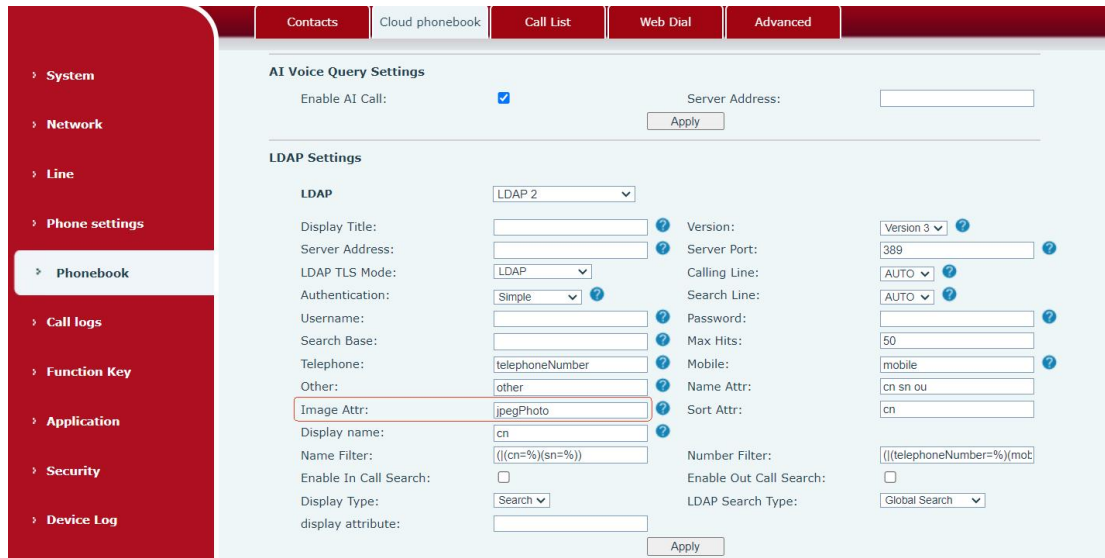 Contacts Cloud phonebook Call List Web Dial Advanced
System
Network
Line
Phone settings
Phonebook
Call logs
Function Key
Application
Security
Device Log
AI Voice Query Settings
Enable AI Call: Server Address:
Apply
LDAP Settings
LDAP LDAP 2
Display Title: Version: Version 3
Server Address: Server Port: 389
LDAP TLS Mode: LDAP Calling Line: AUTO
Authentication: Simple Search Line: AUTO
Username: Password:
Search Base: Max Hits: 50
Telephone: telephoneNumber Mobile: mobile
Other: other Name Attr: cn sn ou
Image Attr: jpegPhoto Sort Attr: cn
Display name: cn
Name Filter: (|(cn=%)(sn=%)) Number Filter: (|(telephoneNumber=%)(mob
Enable In Call Search: Enable Out Call Search:
Display Type: Search LDAP Search Type: Global Search
display attribute:
Apply